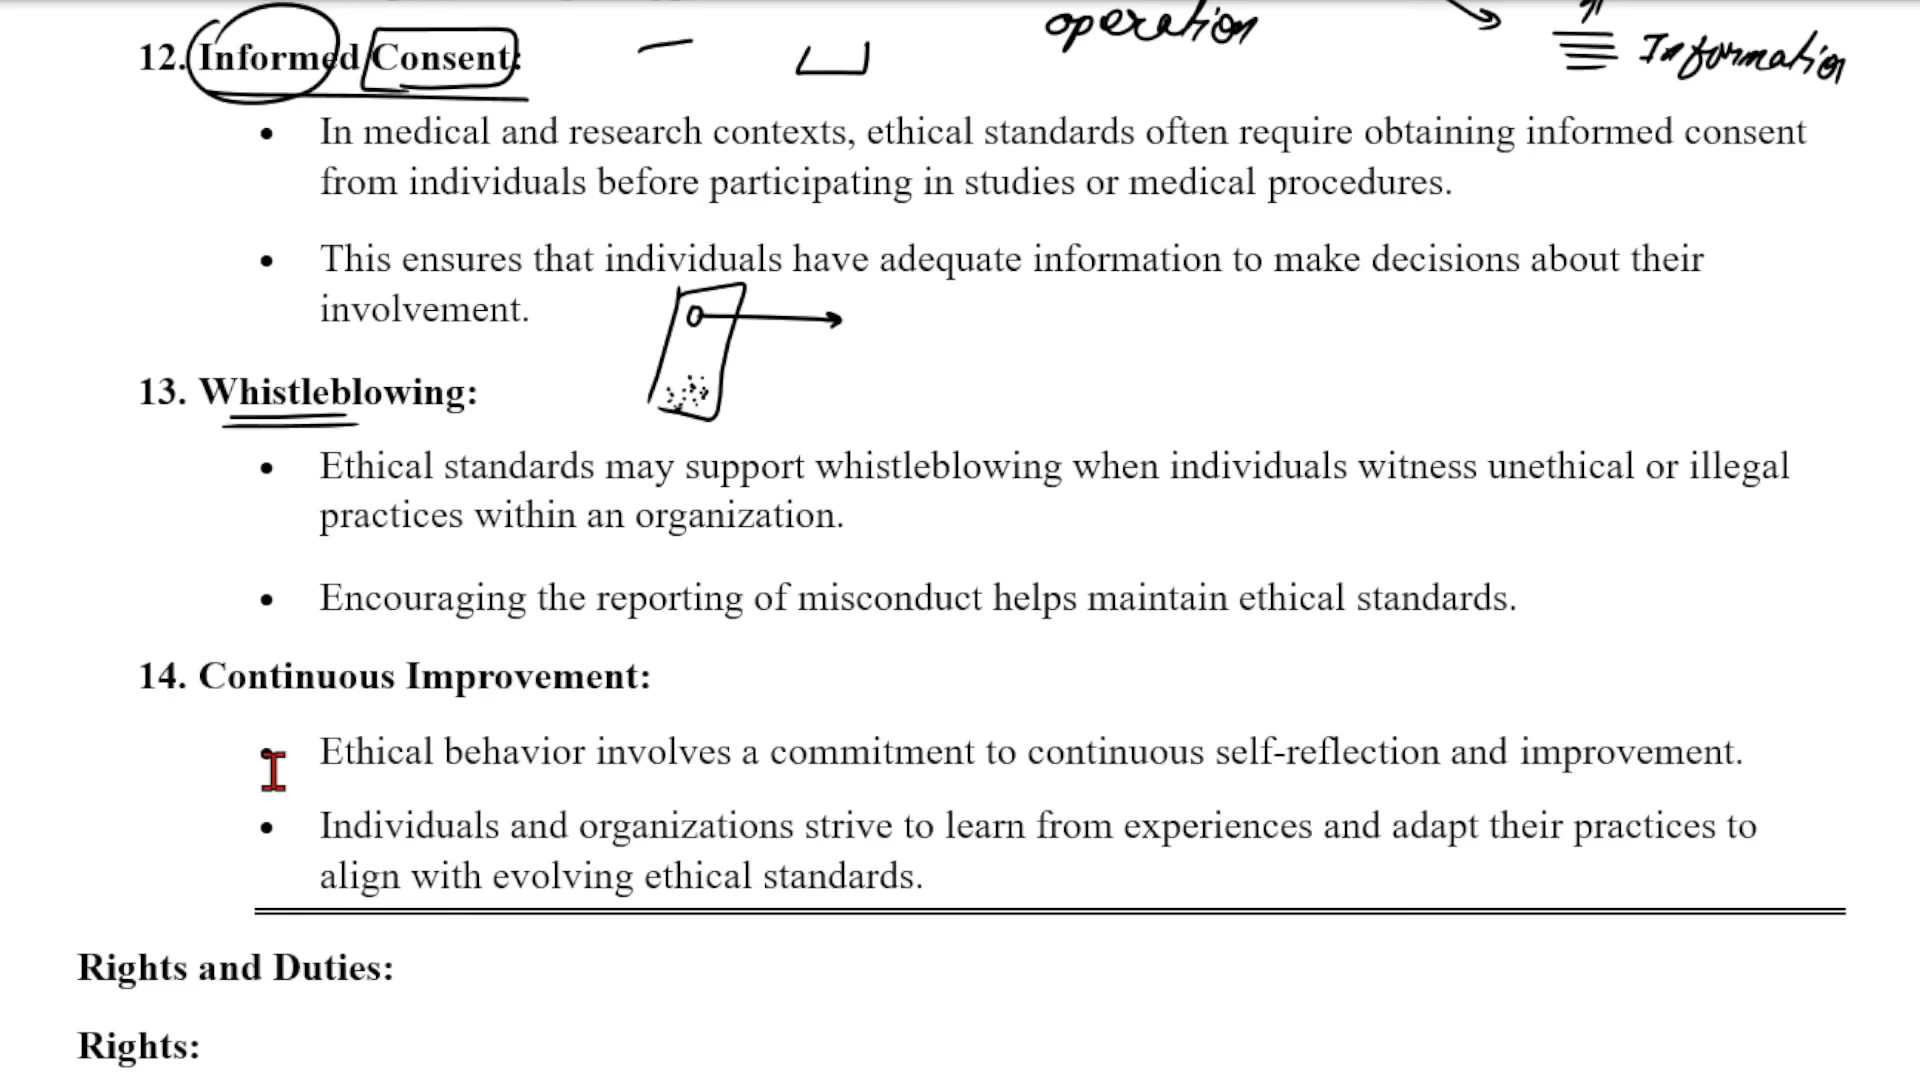 operation
Information
12. Informed Consent:
• In medical and research contexts, ethical standards often require obtaining informed consent
from individuals before participating in studies or medical procedures.
• This ensures that individuals have adequate information to make decisions about their
involvement.
13. Whistleblowing:
• Ethical standards may support whistleblowing when individuals witness unethical or illegal
practices within an organization.
• Encouraging the reporting of misconduct helps maintain ethical standards.
14. Continuous Improvement:
• Ethical behavior involves a commitment to continuous self-reflection and improvement.
• Individuals and organizations strive to learn from experiences and adapt their practices to
align with evolving ethical standards.
Rights and Duties:
Rights: